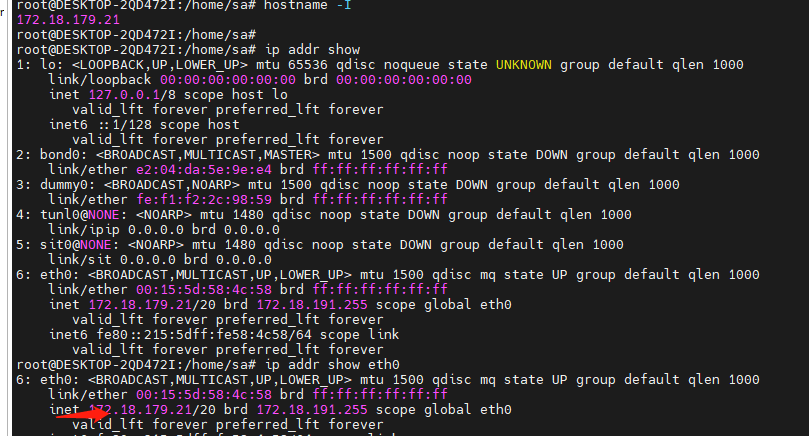 r
root@DESKTOP-2QD472I:/home/sa# hostname -I
172.18.179.21
root@DESKTOP-2QD472I:/home/sa#
root@DESKTOP-2QD472I:/home/sa# ip addr show
1: lo: <LOOPBACK,UP,LOWER_UP> mtu 65536 qdisc noqueue state UNKNOWN group default qlen 1000
    link/loopback 00:00:00:00:00:00 brd 00:00:00:00:00:00
    inet 127.0.0.1/8 scope host lo
       valid_lft forever preferred_lft forever
    inet6 ::1/128 scope host
       valid_lft forever preferred_lft forever
2: bond0: <BROADCAST,MULTICAST,MASTER> mtu 1500 qdisc noop state DOWN group default qlen 1000
    link/ether e2:04:da:5e:9e:e4 brd ff:ff:ff:ff:ff:ff
3: dummy0: <BROADCAST,NOARP> mtu 1500 qdisc noop state DOWN group default qlen 1000
    link/ether fe:f1:f2:2c:98:59 brd ff:ff:ff:ff:ff:ff
4: tunl0@NONE: <NOARP> mtu 1480 qdisc noop state DOWN group default qlen 1000
    link/ipip 0.0.0.0 brd 0.0.0.0
5: sit0@NONE: <NOARP> mtu 1480 qdisc noop state DOWN group default qlen 1000
    link/sit 0.0.0.0 brd 0.0.0.0
6: eth0: <BROADCAST,MULTICAST,UP,LOWER_UP> mtu 1500 qdisc mq state UP group default qlen 1000
    link/ether 00:15:5d:58:4c:58 brd ff:ff:ff:ff:ff:ff
    inet 172.18.179.21/20 brd 172.18.191.255 scope global eth0
       valid_lft forever preferred_lft forever
    inet6 fe80::215:5dff:fe58:4c58/64 scope link
       valid_lft forever preferred_lft forever
root@DESKTOP-2QD472I:/home/sa# ip addr show eth0
6: eth0: <BROADCAST,MULTICAST,UP,LOWER_UP> mtu 1500 qdisc mq state UP group default qlen 1000
    link/ether 00:15:5d:58:4c:58 brd ff:ff:ff:ff:ff:ff
    inet 172.18.179.21/20 brd 172.18.191.255 scope global eth0
       valid_lft forever preferred_lft forever